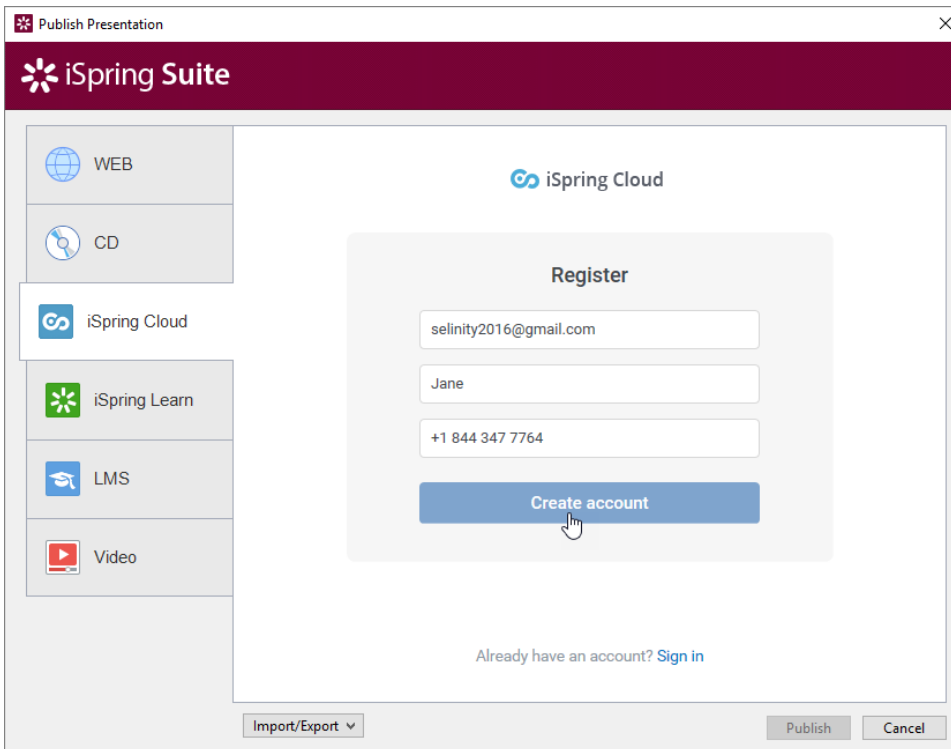 Publish Presentation
iSpring Suite
WEB
CD
iSpring Cloud
iSpring Learn
LMS
Video
iSpring Cloud
Register
selinity2016@gmail.com
Jane
+1 844 347 7764
Create account
Already have an account? Sign in
Import/Export
Publish
Cancel